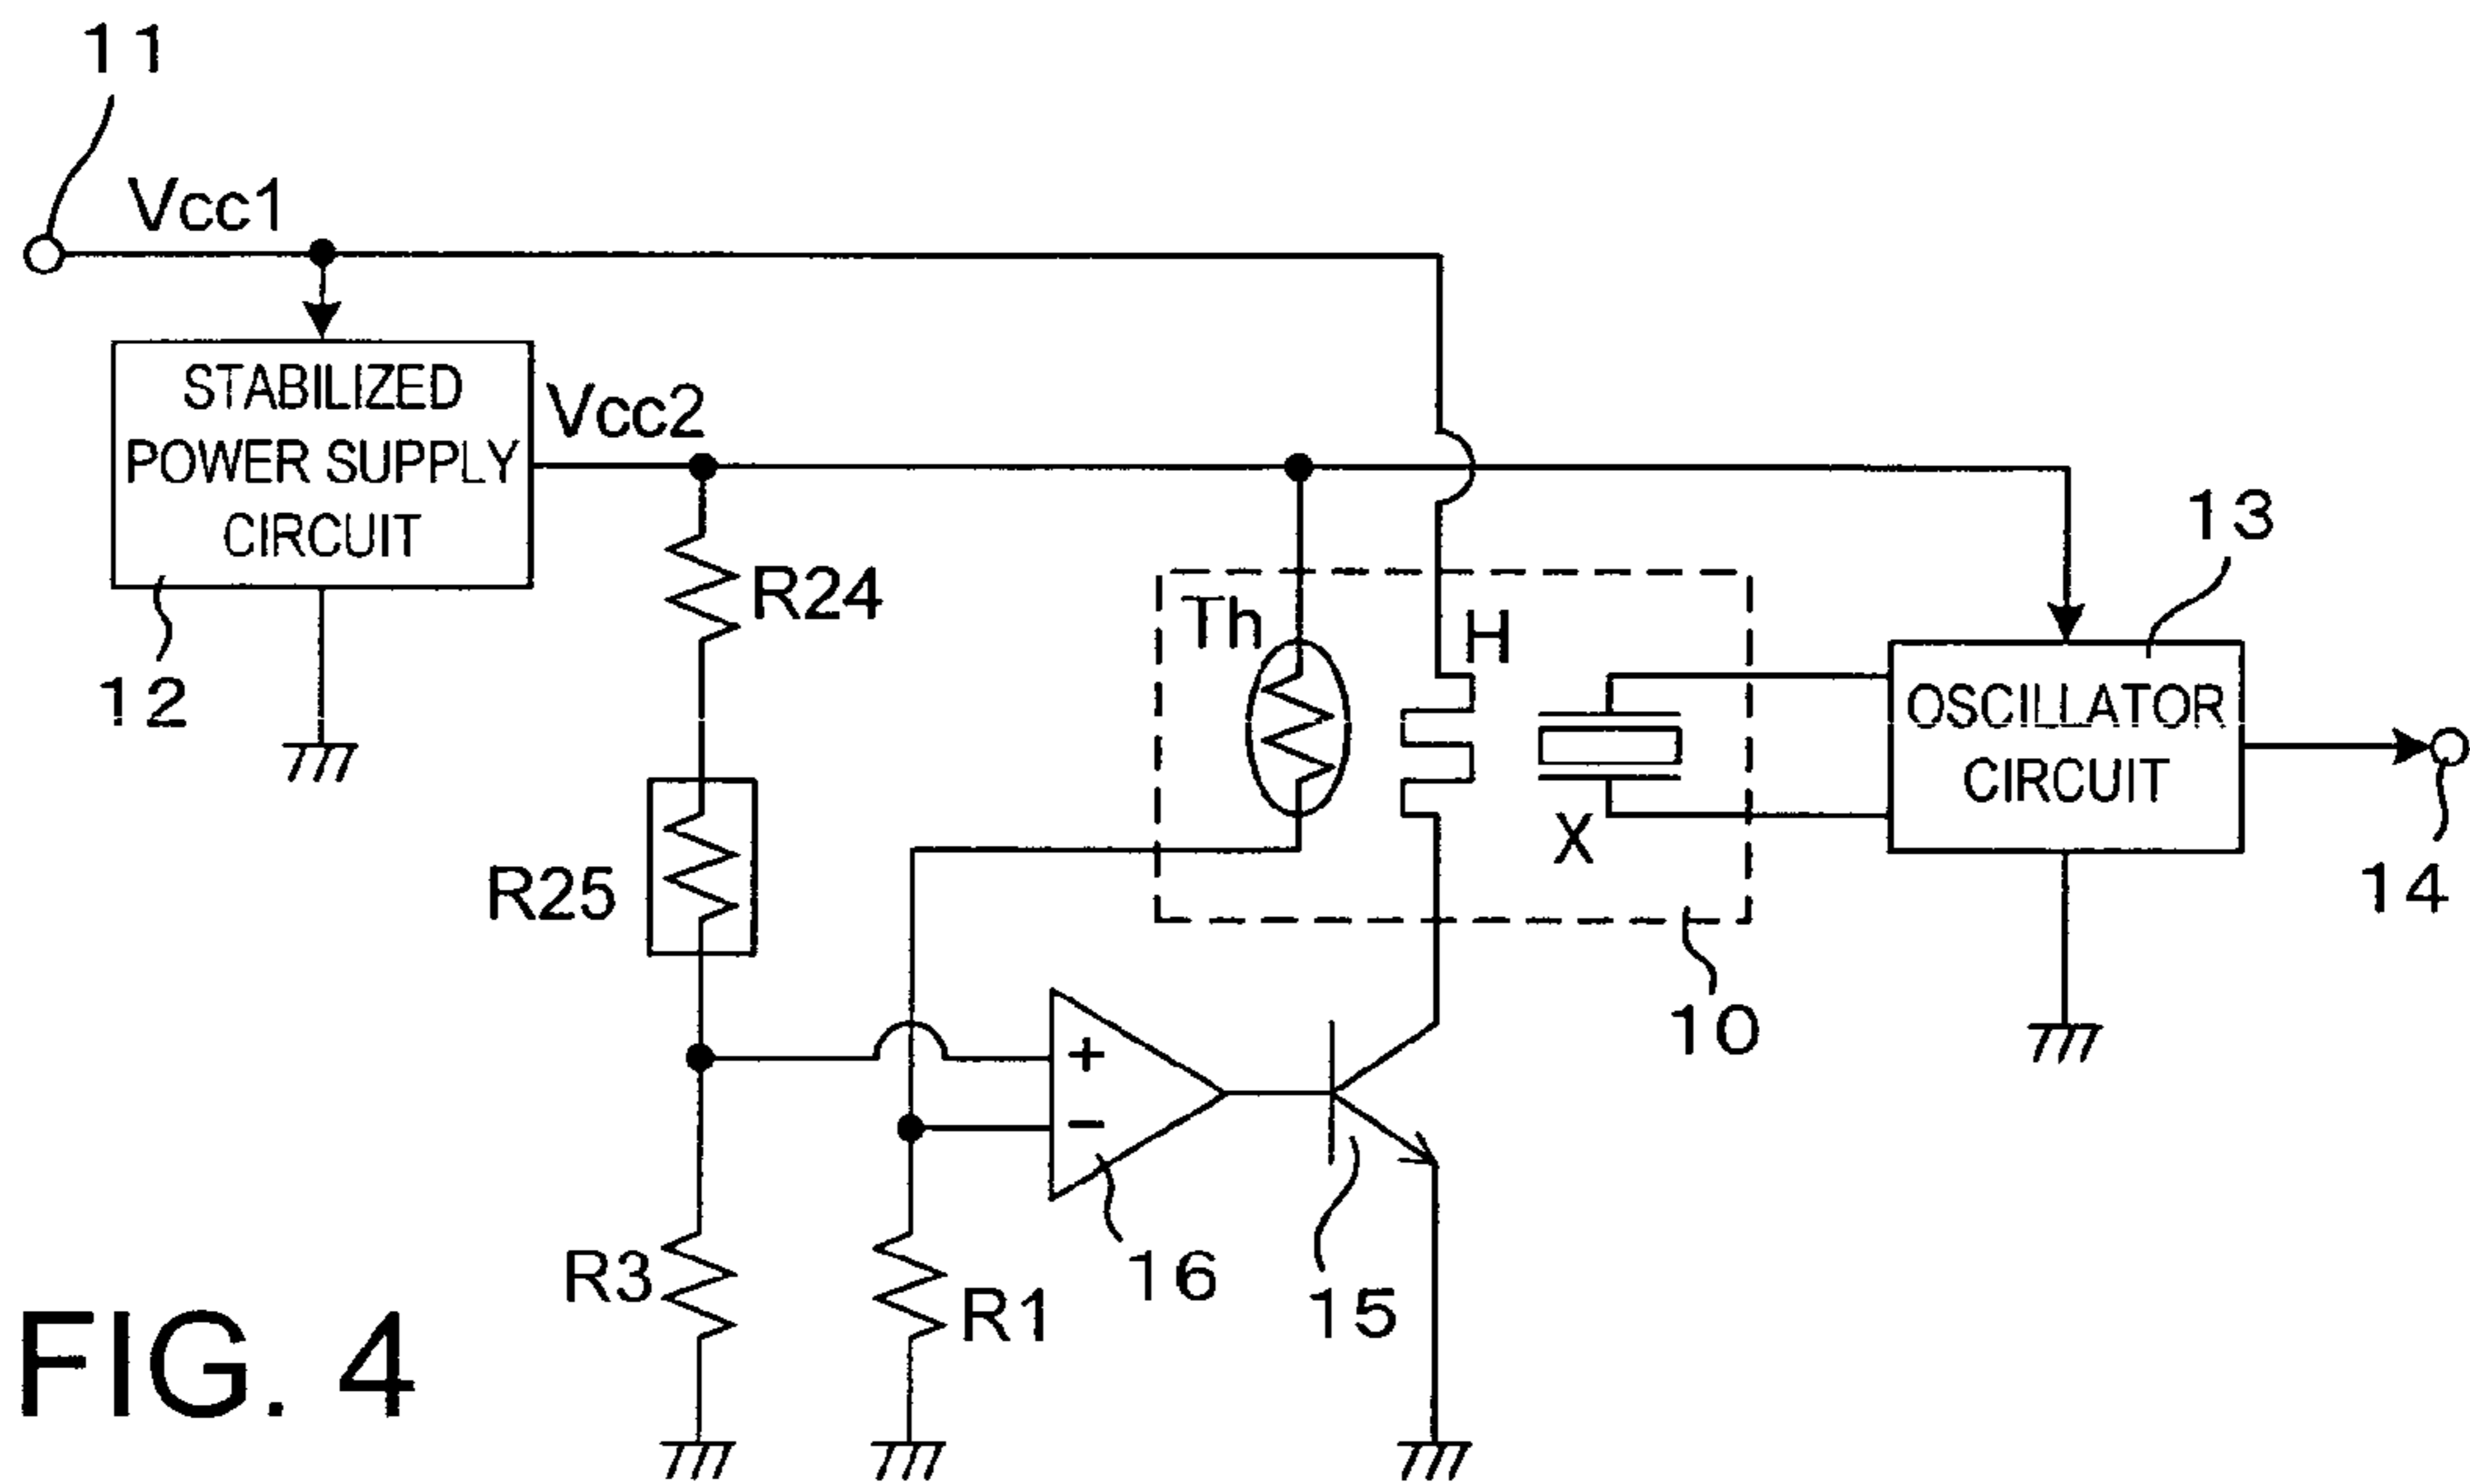 11
Vcc1
STABILIZED
POWER SUPPLY
CIRCUIT
Vcc2
12
R24
R25
Th
H
X
13
OSCILLATOR
CIRCUIT
14
10
+
−
16
15
R3
R1
FIG. 4